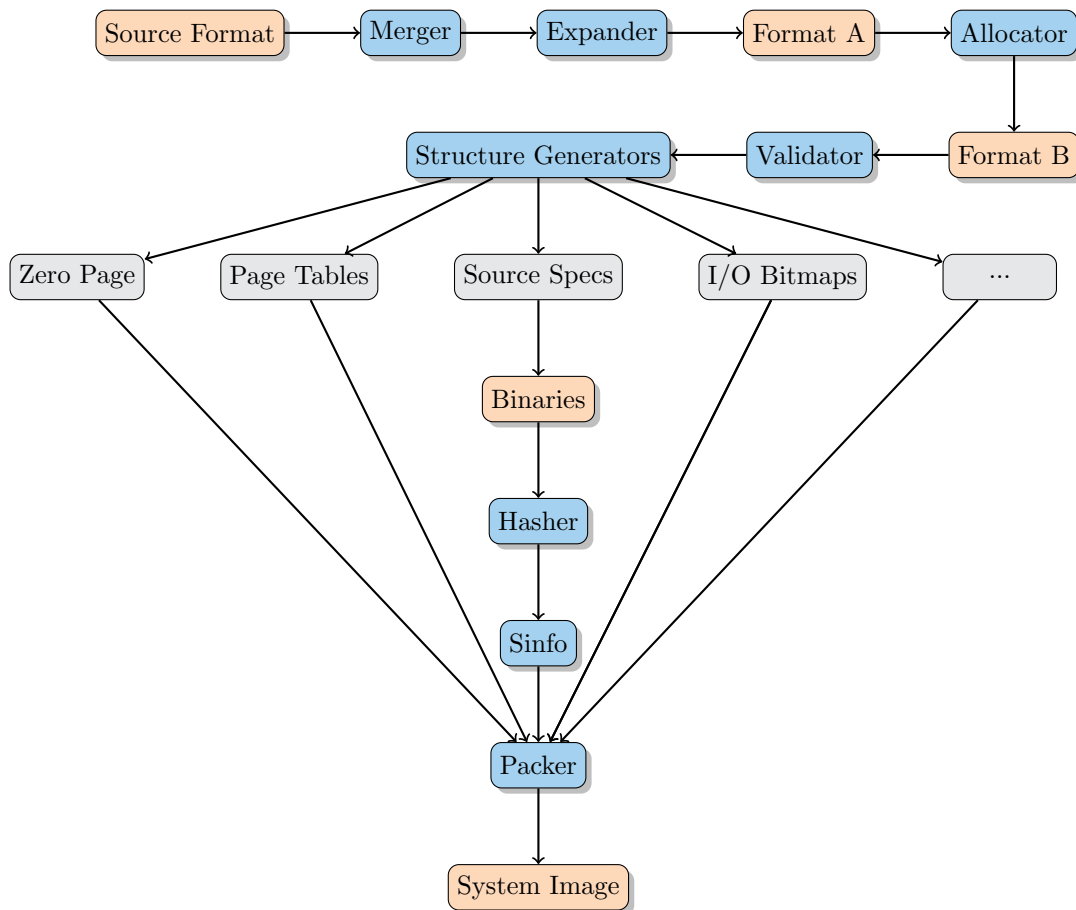 Source Format
Merger
Expander
Format A
Allocator
Structure Generators
Validator
Format B
Zero Page
Page Tables
Source Specs
I/O Bitmaps
...
Binaries
Hasher
Sinfo
Packer
System Image